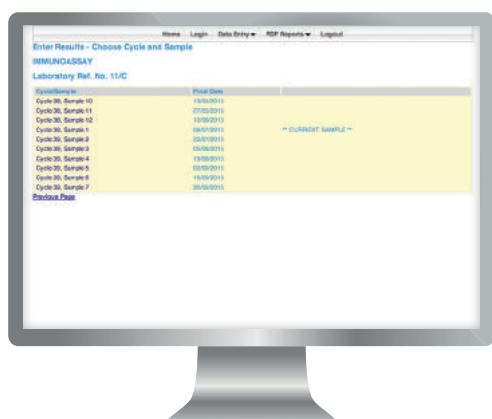 Home Login Data Entry PDF Reports Logout
Enter Results - Choose Cycle and Sample
IMMUNOASSAY
Laboratory Ref. No. 11/C
Cycle/Sample Final Date
Cycle 38, Sample 10
Cycle 38, Sample 11
Cycle 38, Sample 12
Cycle 39, Sample 1 ** CURRENT SAMPLE **
Cycle 39, Sample 2
Cycle 39, Sample 3
Cycle 39, Sample 4
Cycle 39, Sample 5
Cycle 39, Sample 6
Cycle 39, Sample 7
Previous Page